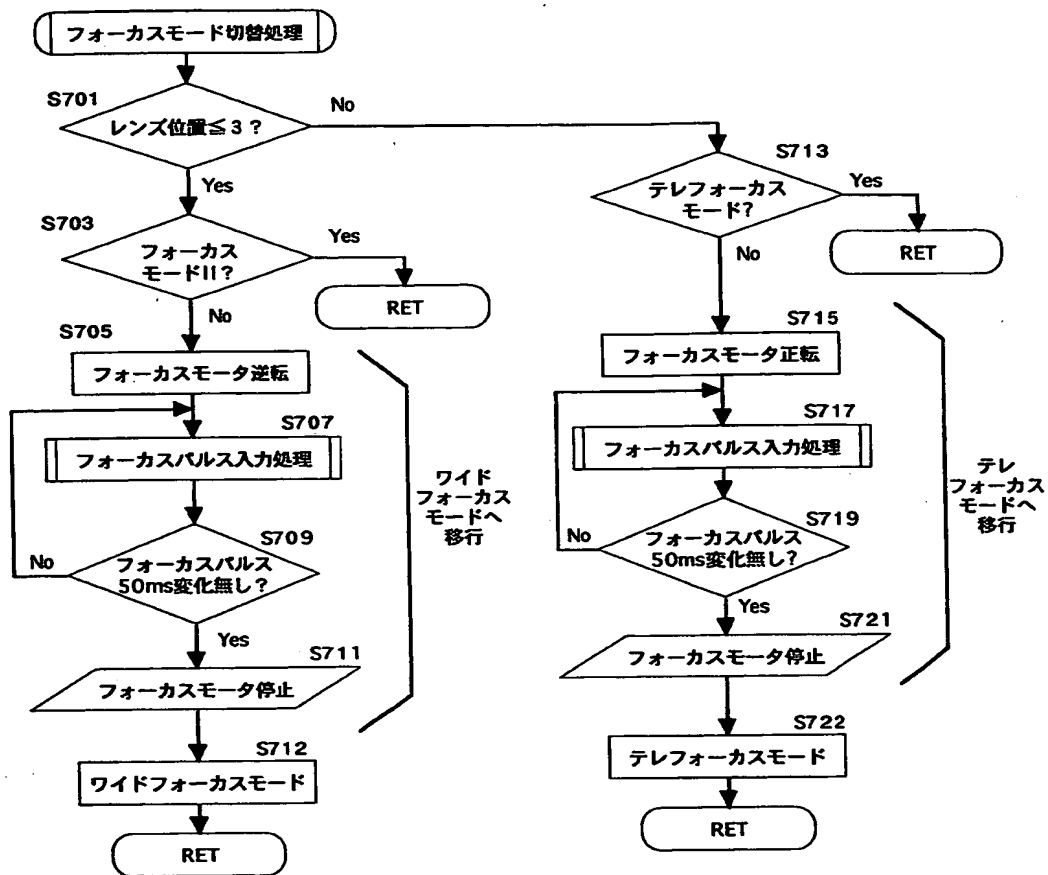 フォーカスモード切替処理
S701
レンズ位置≦3?
No
Yes
S703
フォーカス
モードII?
Yes
RET
No
S705
フォーカスモータ逆転
S707
フォーカスパルス入力処理
S709
フォーカスパルス
50ms変化無し?
No
Yes
S711
フォーカスモータ停止
S712
ワイドフォーカスモード
RET
ワイド
フォーカス
モードへ
移行
S713
テレフォーカス
モード?
Yes
RET
No
S715
フォーカスモータ正転
S717
フォーカスパルス入力処理
S719
フォーカスパルス
50ms変化無し?
No
Yes
S721
フォーカスモータ停止
S722
テレフォーカスモード
RET
テレ
フォーカス
モードへ
移行